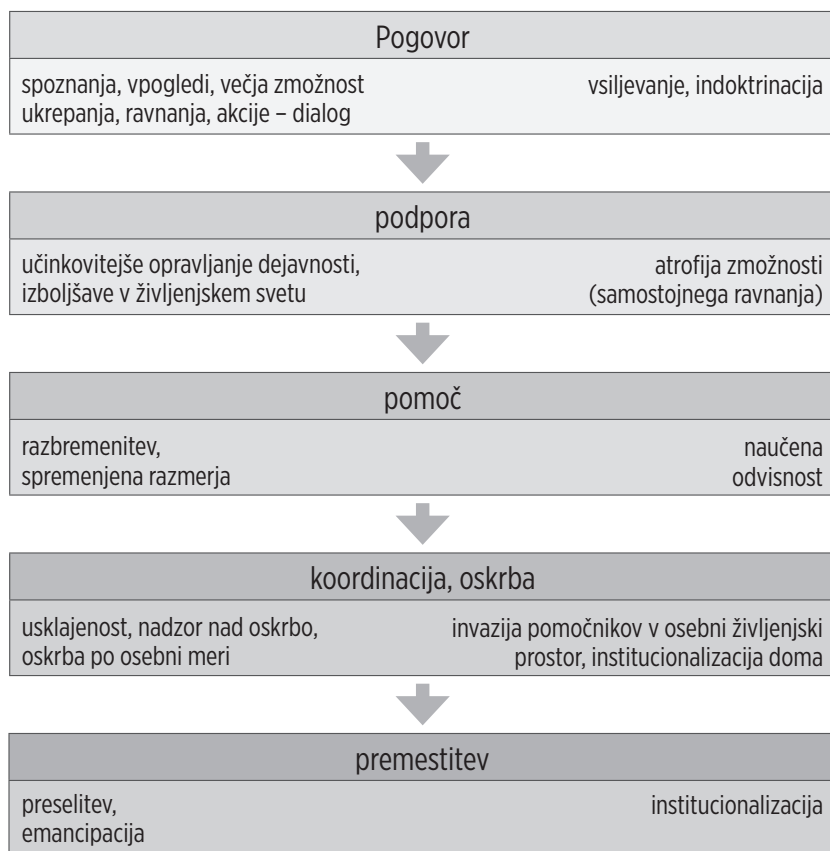 Pogovor
spoznanja, vpogledi, večja zmožnost
ukrepanja, ravnanja, akcije – dialog
vsiljevanje, indoktrinacija
podpora
učinkovitejše opravljanje dejavnosti,
izboljšave v življenjskem svetu
atrofija zmožnosti
(samostojnega ravnanja)
pomoč
razbremenitev,
spremenjena razmerja
naučena
odvisnost
koordinacija, oskrba
usklajenost, nadzor nad oskrbo,
oskrba po osebni meri
invazija pomočnikov v osebni življenjski
prostor, institucionalizacija doma
premestitev
preselitev,
emancipacija
institucionalizacija